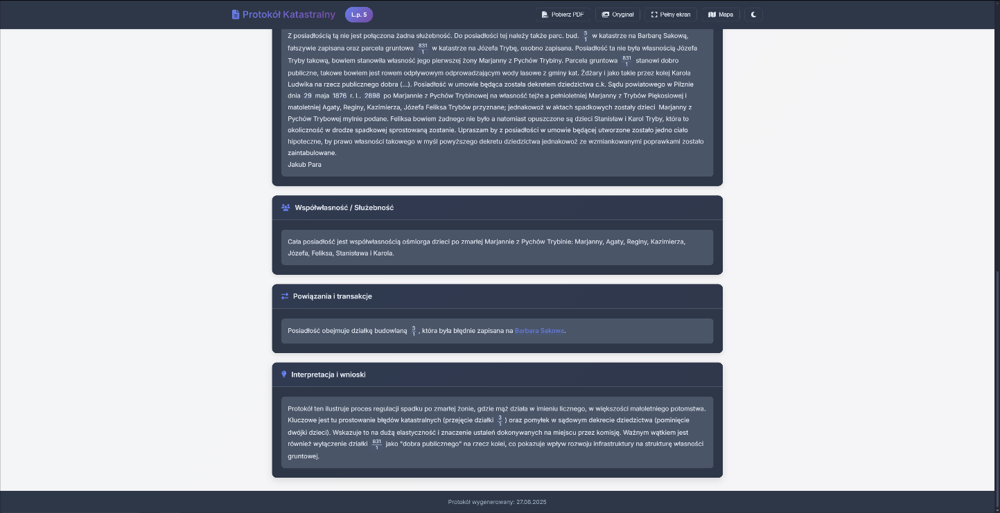 Protokół Katastralny L.p. 5 Pobierz PDF Oryginał Pełny ekran Mapa
Z posiadłością tą nie jest połączona żadna służebność. Do posiadłości tej należy także parc. bud. 3/1 w katastrze na Barbarę Sakową,
fałszywie zapisana oraz parcela gruntowa 831/1 w katastrze na Józefa Trybę, osobno zapisana. Posiadłość ta nie była własnością Józefa
Tryby takową, bowiem stanowiła własność jego pierwszej żony Marjanny z Pychów Trybiny. Parcela gruntowa 831/1 stanowi dobro
publiczne, takowe bowiem jest rowem odpływowym odprowadzającym wody lasowe z gminy kat. Żdżary i jako takie przez kolej Karola
Ludwika na rzecz publicznego dobra (...). Posiadłość w umowie będąca została dekretem dziedzictwa c.k. Sądu powiatowego w Pilznie
dnia 29 maja 1876 r. L. 2898 po Marjannie z Pychów Trybinowej na własność tejże a pełnioletniej Marjanny z Trybów Piękosiowej i
małoletniej Agaty, Reginy, Kazimierza, Józefa Feliksa Trybów przyznane; jednakowoż w aktach spadkowych zostały dzieci Marjanny z
Pychów Trybowej mylnie podane. Feliksa bowiem żadnego nie było a natomiast opuszczone są dzieci Stanisław i Karol Tryby, która to
okoliczność w drodze spadkowej sprostowaną zostanie. Upraszam by z posiadłości w umowie będącej utworzone zostało jedno ciało
hipoteczne, by prawo własności takowego w myśl powyższego dekretu dziedzictwa jednakowoż ze wzmiankowanymi poprawkami zostało
zaintabulowane.
Jakub Para
Współwłasność / Służebność
Cała posiadłość jest współwłasnością ośmiorga dzieci po zmarłej Marjannie z Pychów Trybinie: Marjanny, Agaty, Reginy, Kazimierza,
Józefa, Feliksa, Stanisława i Karola.
Powiązania i transakcje
Posiadłość obejmuje działkę budowlaną 3/1 , która była błędnie zapisana na Barbara Sakowa.
Interpretacja i wnioski
Protokół ten ilustruje proces regulacji spadku po zmarłej żonie, gdzie mąż działa w imieniu licznego, w większości małoletniego potomstwa.
Kluczowe jest tu prostowanie błędów katastralnych (przejęcie działki 3/1 ) oraz pomyłek w sądowym dekrecie dziedzictwa (pominięcie
dwójki dzieci). Wskazuje to na dużą elastyczność i znaczenie ustaleń dokonywanych na miejscu przez komisję. Ważnym wątkiem jest
również wyłączenie działki 831/1 jako "dobra publicznego" na rzecz kolei, co pokazuje wpływ rozwoju infrastruktury na strukturę własności
gruntowej.
Protokół wygenerowany: 27.08.2025